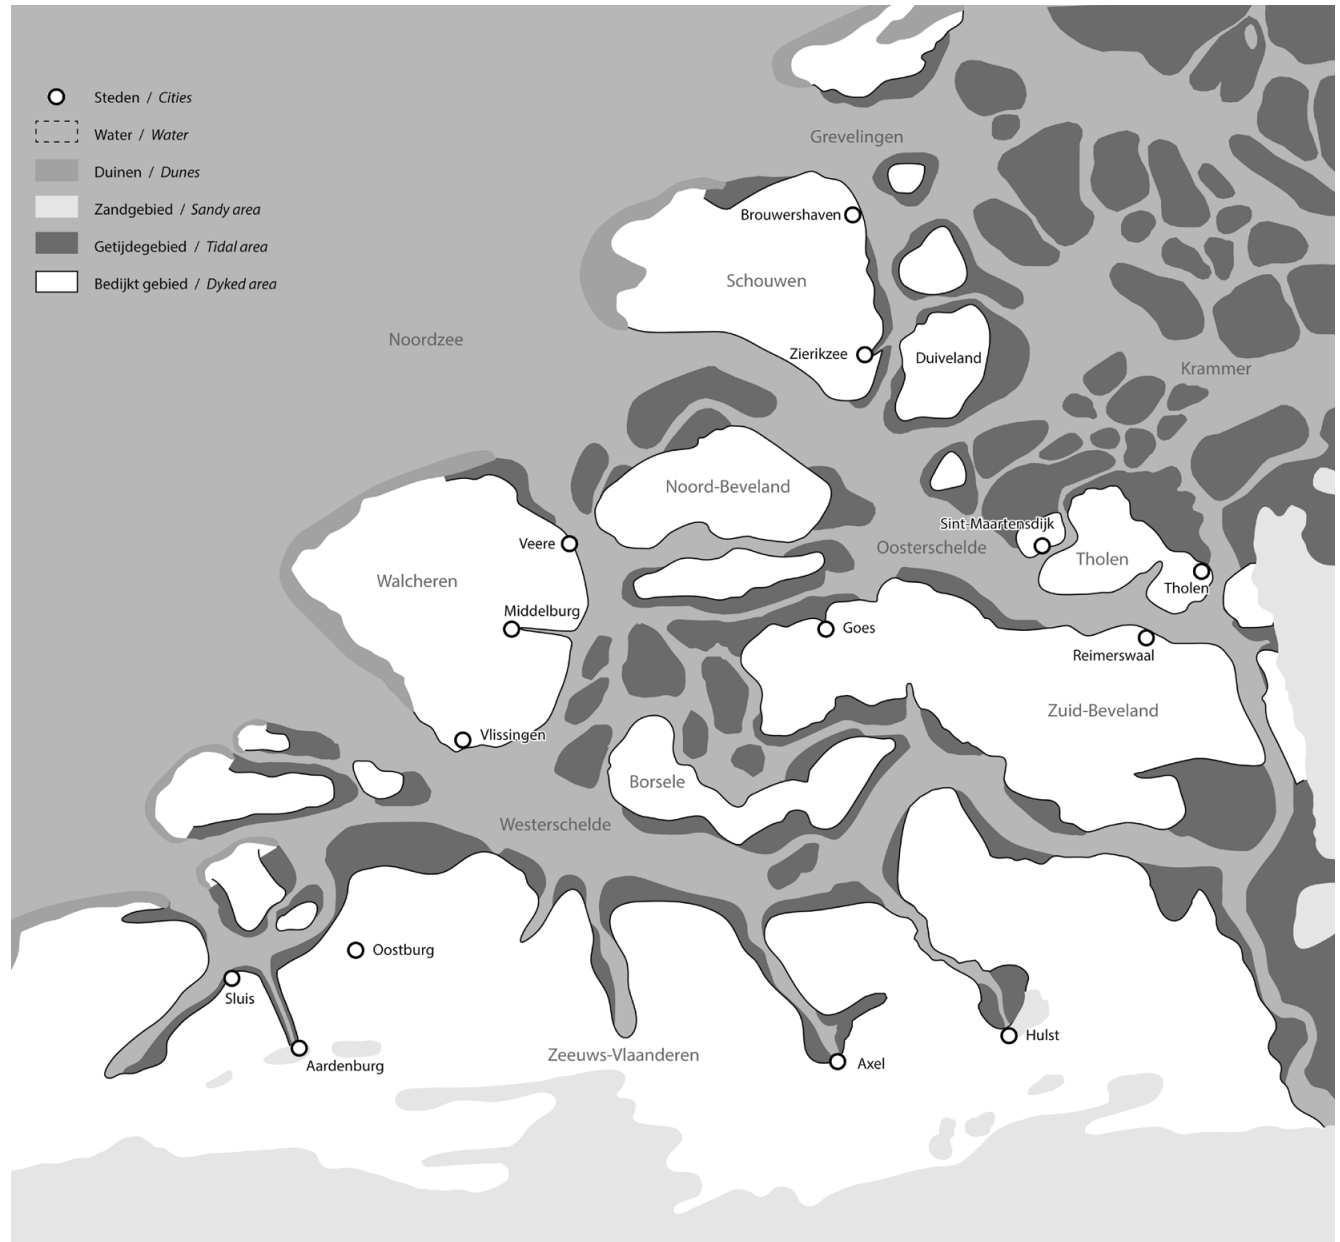 Steden / Cities
Water / Water
Duinen / Dunes
Zandgebied / Sandy area
Getijdegebied / Tidal area
Bedijkt gebied / Dyked area
Grevelingen
Brouwershaven
Schouwen
Noordzee
Zierikzee
Duiveland
Krammer
Noord-Beveland
Sint-Maartensdijk
Veere
Oosterschelde
Tholen
Walcheren
Tholen
Middelburg
Goes
Reimerswaal
Zuid-Beveland
Vlissingen
Borsele
Westerschelde
Oostburg
Sluis
Hulst
Zeeuws-Vlaanderen
Aardenburg
Axel